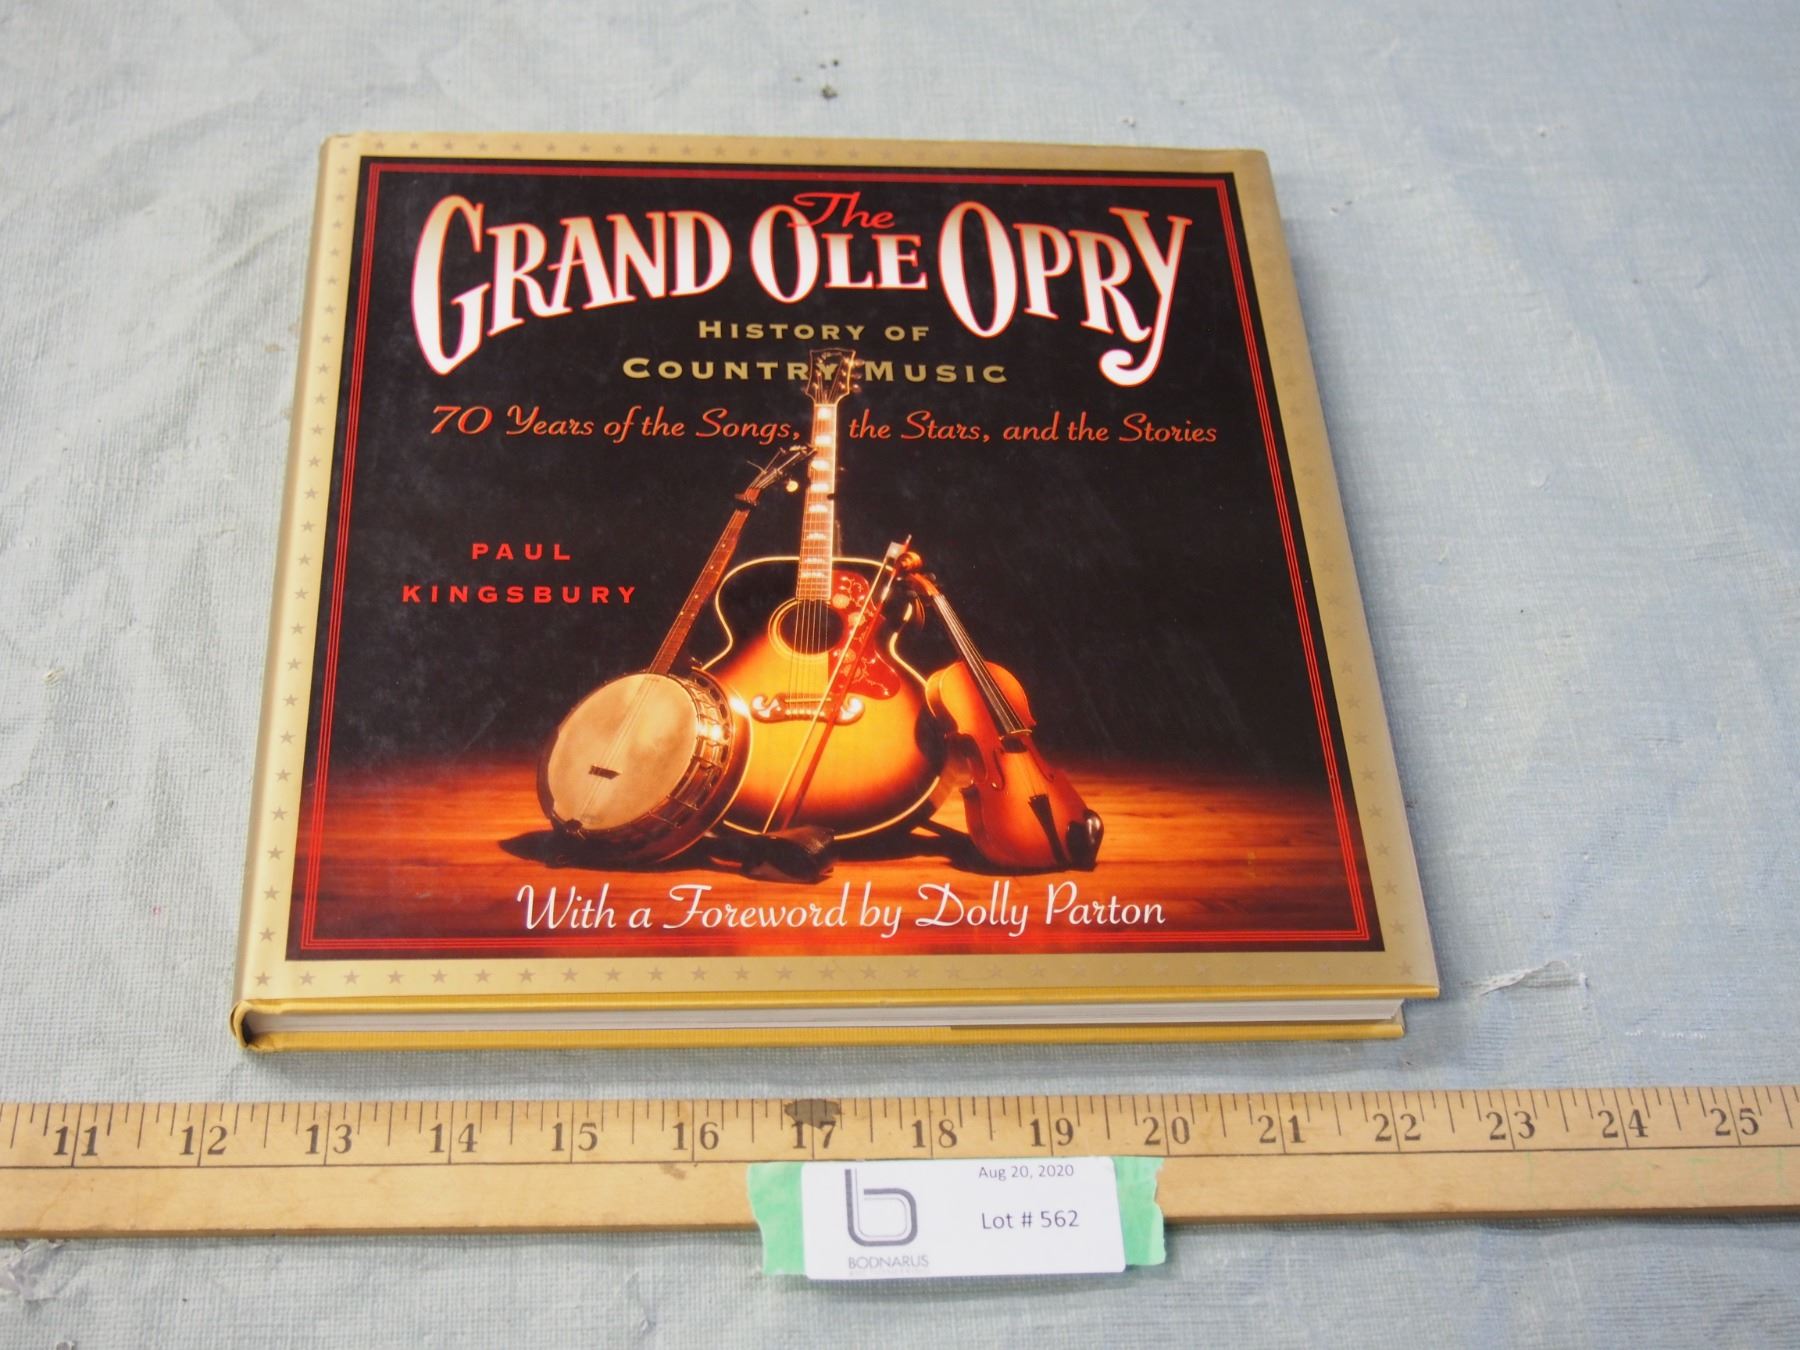 The
GRAND OLE OPRY
HISTORY OF
COUNTRY MUSIC
70 Years of the Songs, the Stars, and the Stories
PAUL
KINGSBURY
With a Foreword by Dolly Parton
11 12 13 14 15 16 17 18 19 20 21 22 23 24 25
Aug 20, 2020
Lot # 562
BODNARUS